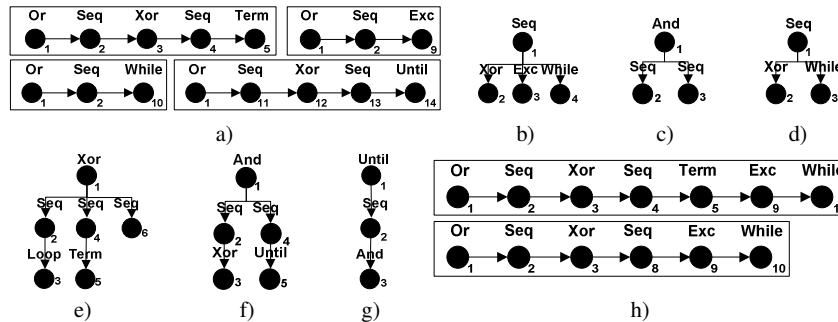 Or Seq Xor Seq Term
1 2 3 4 5
Or Seq Exc
1 2 9
Or Seq While
1 2 10
Or Seq Xor Seq Until
1 11 12 13 14
a)
Seq
1
Xor Exc While
2 3 4
b)
And
1
Seq Seq
2 3
c)
Seq
1
Xor While
2 3
d)
Xor
1
Seq Seq Seq
2 4 6
Loop Term
3 5
e)
And
1
Seq Seq
2 4
Xor Until
3 5
f)
Until
1
Seq
2
And
3
g)
Or Seq Xor Seq Term Exc While
1 2 3 4 5 9 1
Or Seq Xor Seq Exc While
1 2 3 8 9 10
h)